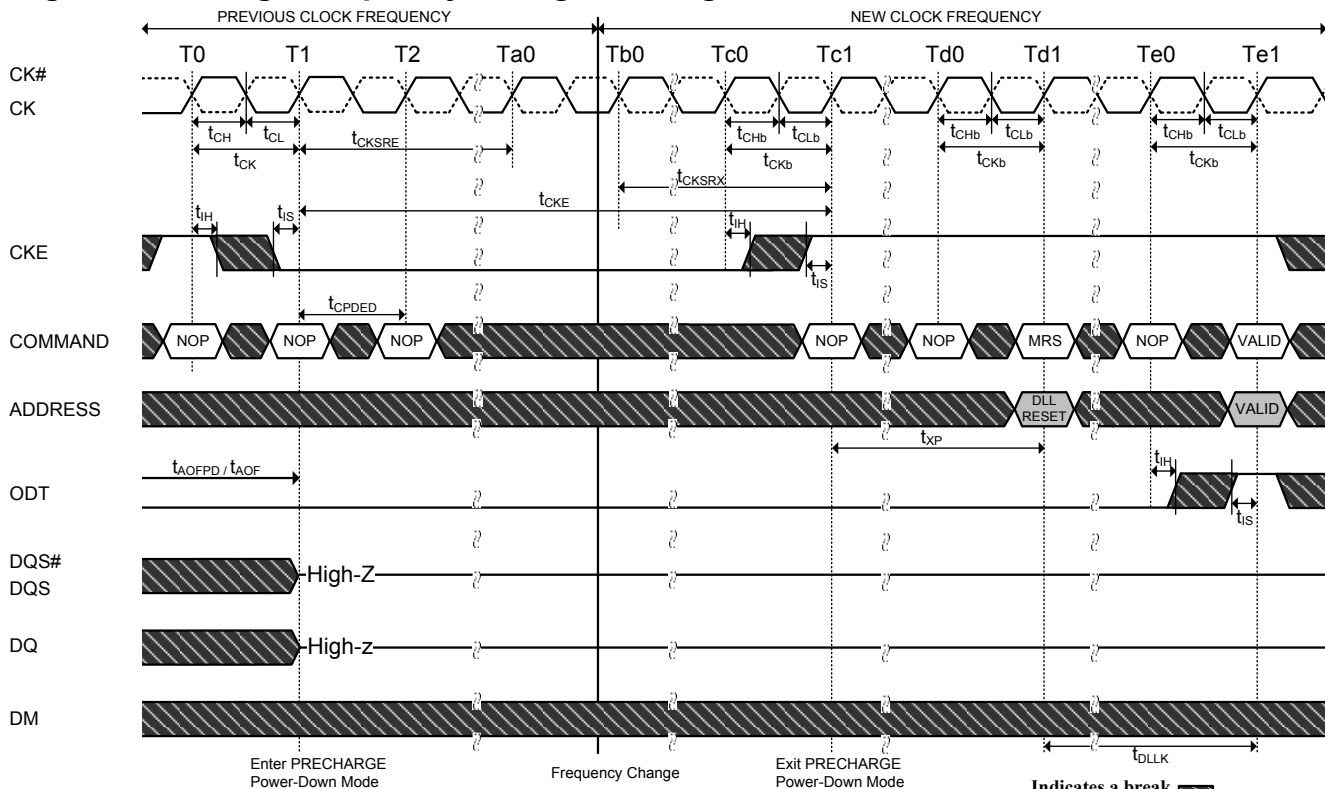 PREVIOUS CLOCK FREQUENCY NEW CLOCK FREQUENCY
T0 T1 T2 Ta0 Tb0 Tc0 Tc1 Td0 Td1 Te0 Te1
CK#
CK
tCH tCL tCKSRE tCHb tCLb tCHb tCLb tCHb tCLb
tCK tCKb tCKb tCKb
tCKSRX
tCKE
tIH tIS tIH
CKE
tIS
tCPDED
COMMAND NOP NOP NOP NOP NOP MRS NOP VALID
ADDRESS DLL RESET VALID
tXP
tAOFPD / tAOF tIH
ODT
tIS
DQS#
DQS
High-Z
DQ High-z
DM
tDLLK
Enter PRECHARGE
Power-Down Mode
Frequency Change
Exit PRECHARGE
Power-Down Mode
Indicates a break